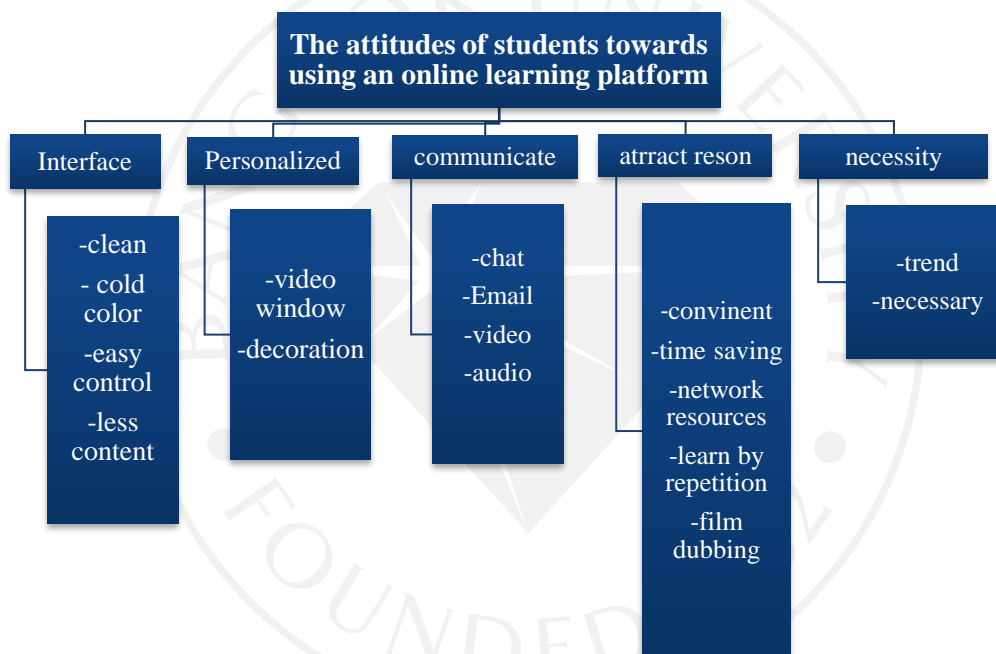 The attitudes of students towards
using an online learning platform
Interface
Personalized
communicate
atrract reson
necessity
-clean
- cold
color
-easy
control
-less
content
-video
window
-decoration
-chat
-Email
-video
-audio
-convinent
-time saving
-network
resources
-learn by
repetition
-film
dubbing
-trend
-necessary